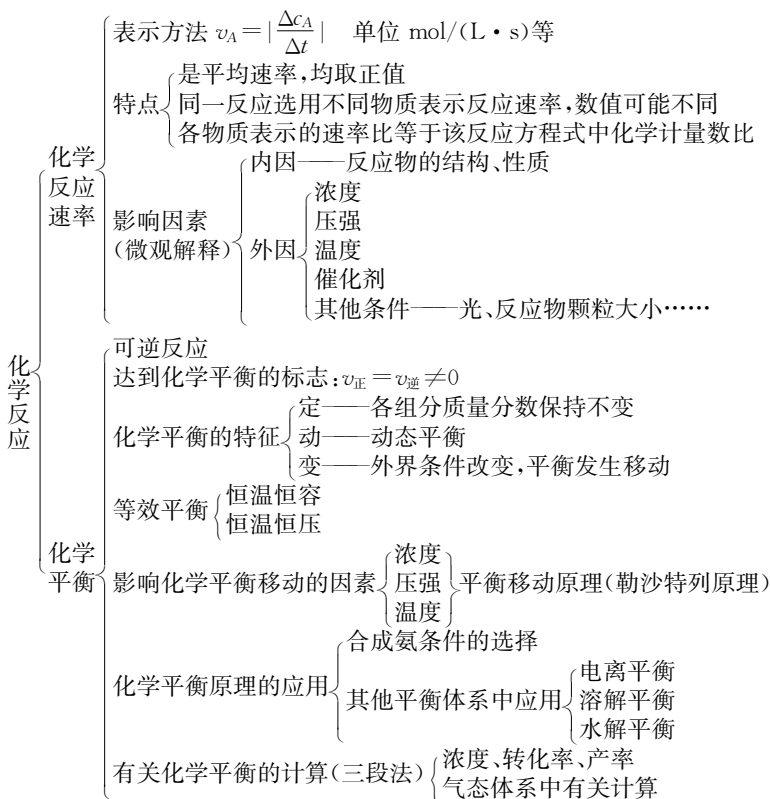 表示方法 v_A=|Δc_A/Δt| 单位 mol/(L·s)等
是平均速率,均取正值
特点
同一反应选用不同物质表示反应速率,数值可能不同
各物质表示的速率比等于该反应方程式中化学计量数比
化学
反应
速率
内因——反应物的结构、性质
影响因素
(微观解释)
外因
浓度
压强
温度
催化剂
其他条件——光、反应物颗粒大小……
化学反应
可逆反应
达到化学平衡的标志:v正=v逆≠0
化学平衡的特征
定——各组分质量分数保持不变
动——动态平衡
变——外界条件改变,平衡发生移动
等效平衡
恒温恒容
恒温恒压
化学
平衡
影响化学平衡移动的因素
浓度
压强
温度
平衡移动原理(勒沙特列原理)
化学平衡原理的应用
合成氨条件的选择
其他平衡体系中应用
电离平衡
溶解平衡
水解平衡
有关化学平衡的计算(三段法)
浓度、转化率、产率
气态体系中有关计算